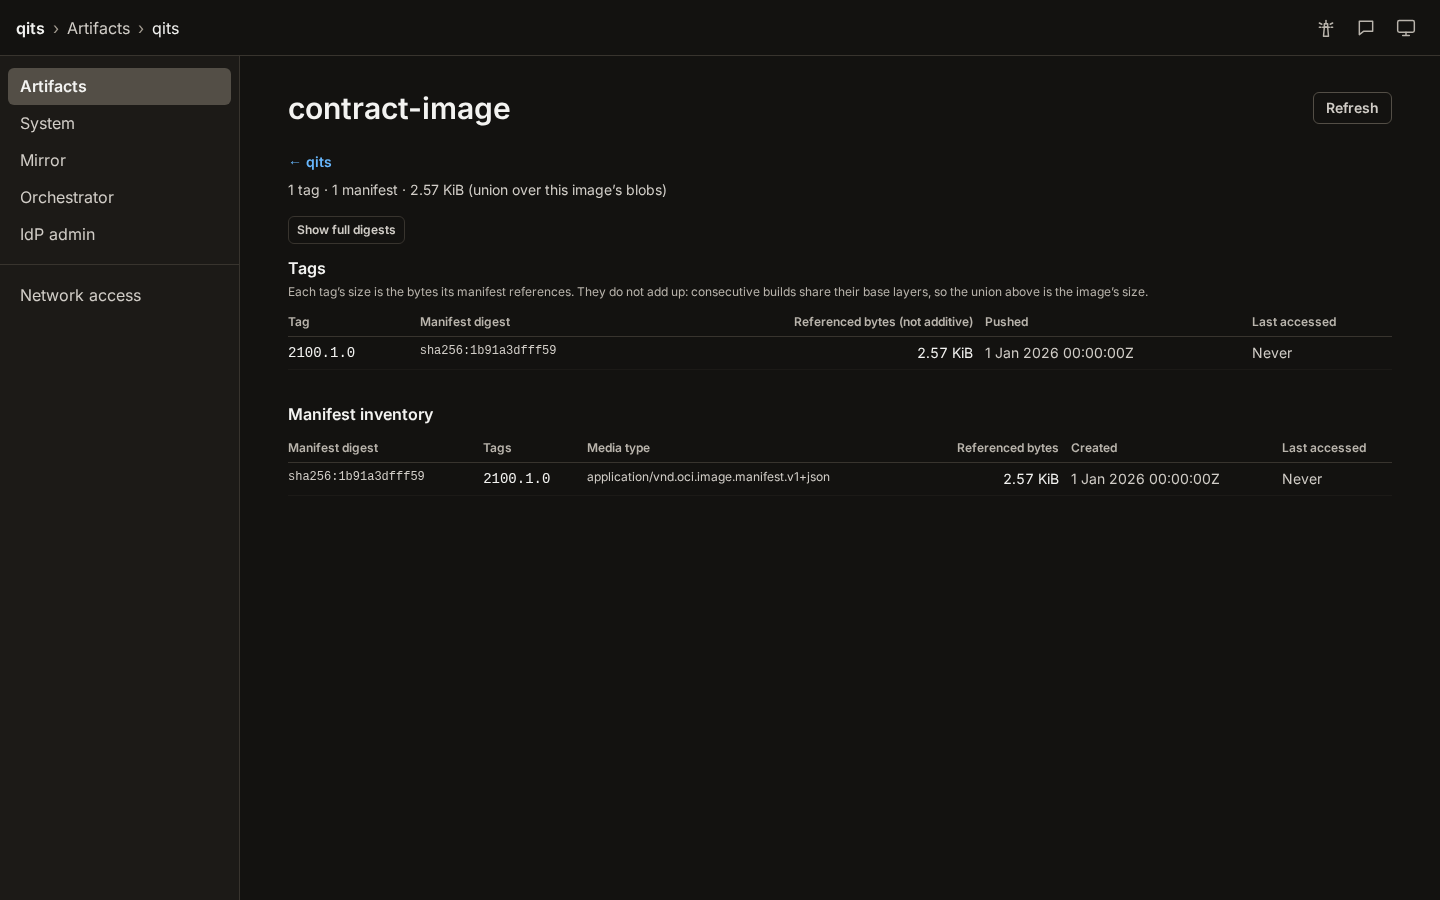 qits › Artifacts › qits
Artifacts
System
Mirror
Orchestrator
IdP admin
Network access
contract-image
Refresh
← qits
1 tag · 1 manifest · 2.57 KiB (union over this image’s blobs)
Show full digests
Tags
Each tag’s size is the bytes its manifest references. They do not add up: consecutive builds share their base layers, so the union above is the image’s size.
Tag Manifest digest Referenced bytes (not additive) Pushed Last accessed
2100.1.0 sha256:1b91a3dfff59 2.57 KiB 1 Jan 2026 00:00:00Z Never
Manifest inventory
Manifest digest Tags Media type Referenced bytes Created Last accessed
sha256:1b91a3dfff59 2100.1.0 application/vnd.oci.image.manifest.v1+json 2.57 KiB 1 Jan 2026 00:00:00Z Never